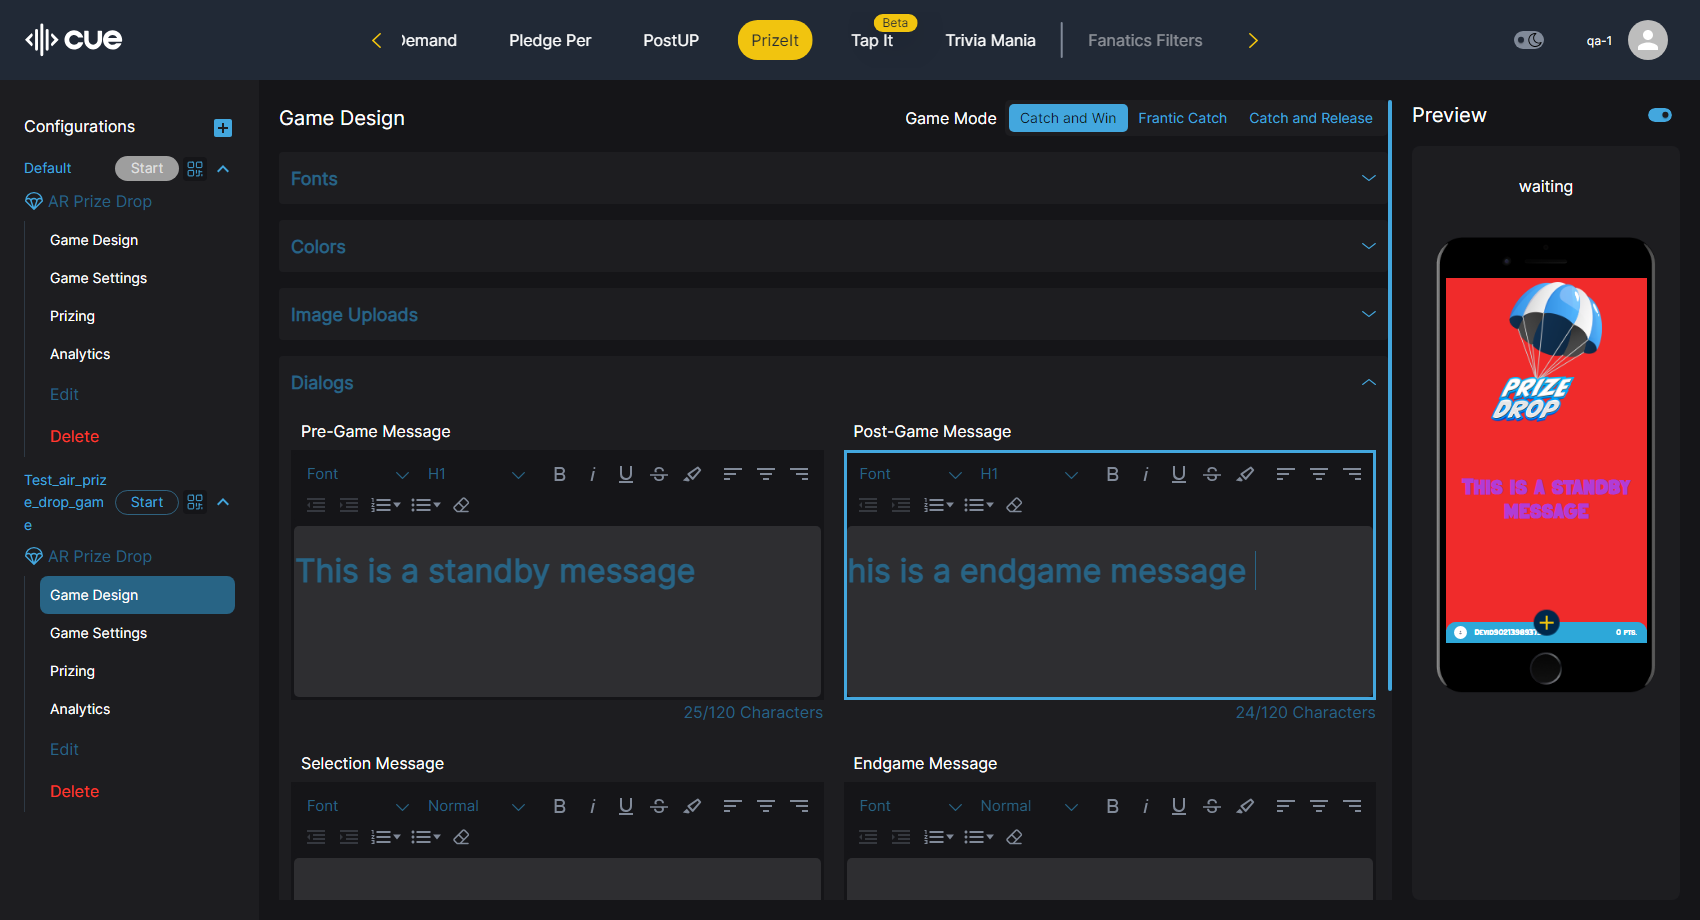 cue
Demand
Pledge Per
PostUP
PrizeIt
Beta
Tap It
Trivia Mania
Fanatics Filters
qa-1
Configurations
Default
Start
AR Prize Drop
Game Design
Game Settings
Prizing
Analytics
Edit
Delete
Test_air_priz
e_drop_gam
e
Start
AR Prize Drop
Game Design
Game Settings
Prizing
Analytics
Edit
Delete
Game Design
Game Mode
Catch and Win
Frantic Catch
Catch and Release
Fonts
Colors
Image Uploads
Dialogs
Pre-Game Message
Font
H1
This is a standby message
25/120 Characters
Post-Game Message
Font
H1
his is a endgame message
24/120 Characters
Selection Message
Font
Normal
Endgame Message
Font
Normal
Preview
waiting
PRIZE
DROP
THIS IS A STANDBY
MESSAGE
0 PTS.